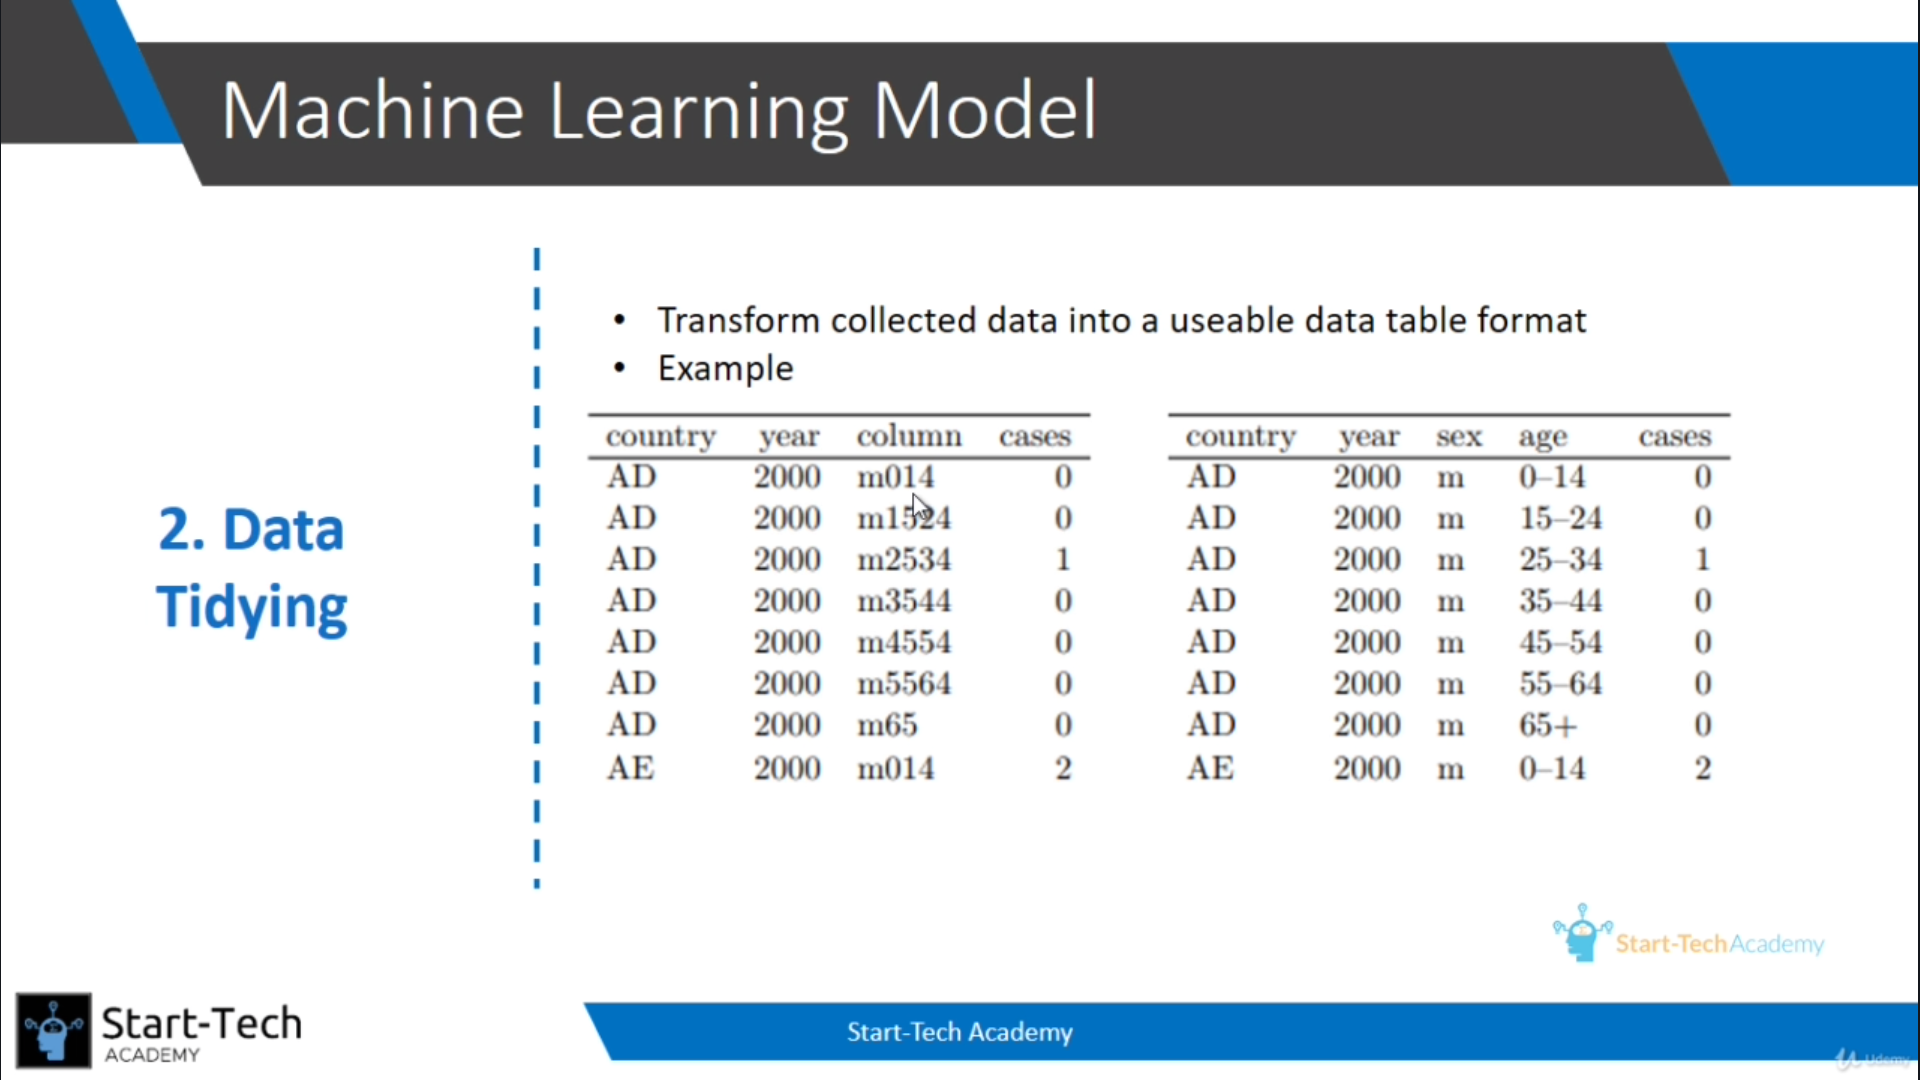 Machine Learning Model
2. Data
Tidying
• Transform collected data into a useable data table format
• Example
country year column cases
AD 2000 m014 0
AD 2000 m1524 0
AD 2000 m2534 1
AD 2000 m3544 0
AD 2000 m4554 0
AD 2000 m5564 0
AD 2000 m65 0
AE 2000 m014 2
country year sex age cases
AD 2000 m 0–14 0
AD 2000 m 15–24 0
AD 2000 m 25–34 1
AD 2000 m 35–44 0
AD 2000 m 45–54 0
AD 2000 m 55–64 0
AD 2000 m 65+ 0
AE 2000 m 0–14 2
Start-Tech Academy
Start-Tech
ACADEMY
Start-Tech Academy
Udemy